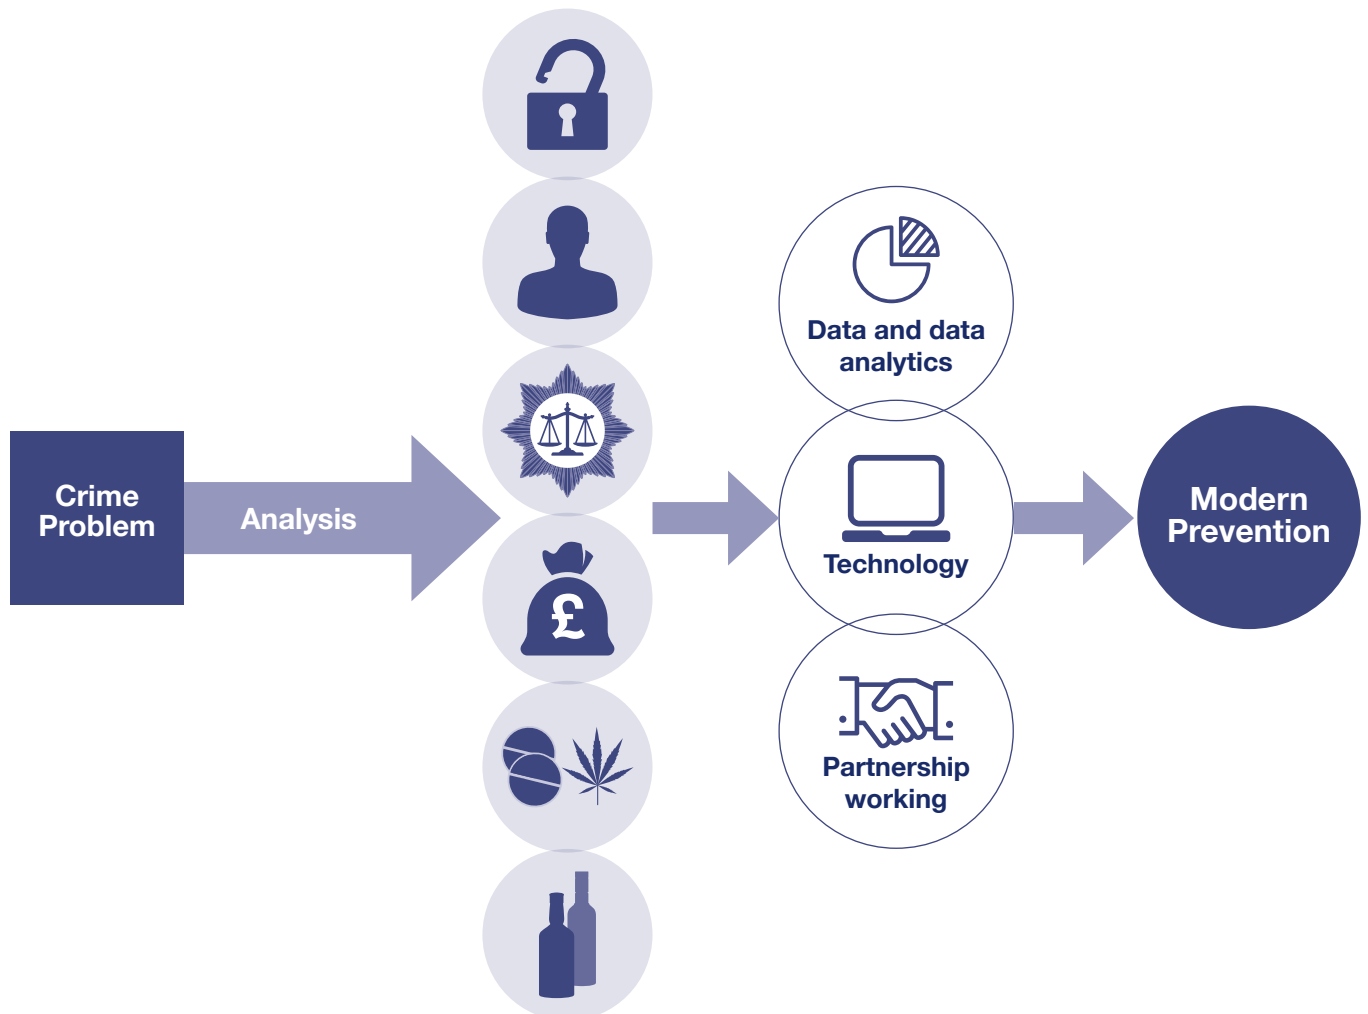 Crime
Problem
Analysis
£
Data and data
analytics
Technology
Partnership
working
Modern
Prevention